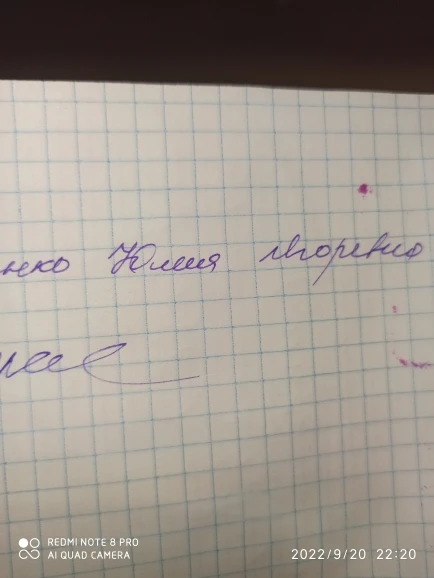 нко Юлия Игоревна
REDMI NOTE 8 PRO
AI QUAD CAMERA
2022/9/20 22:20